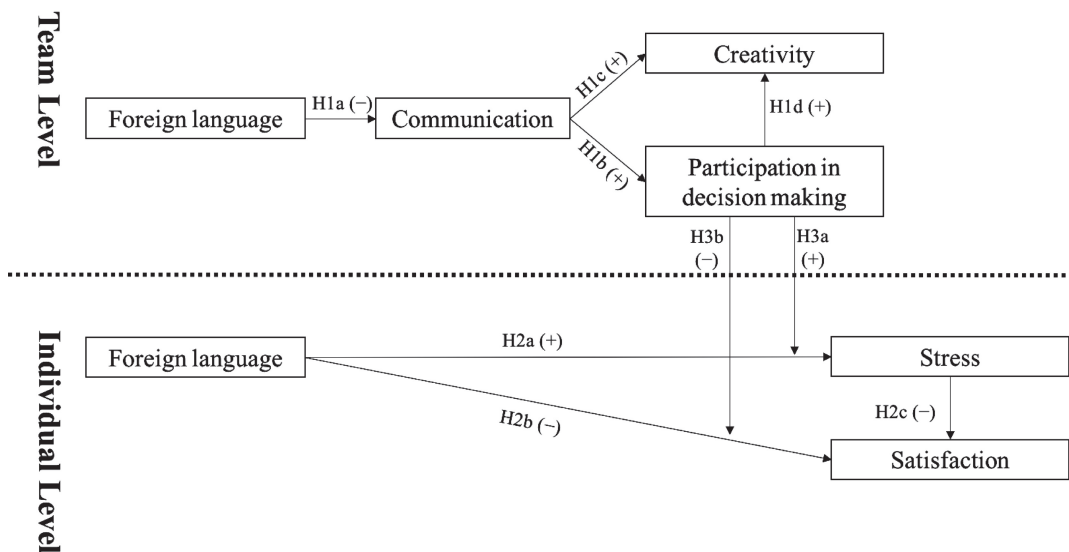 Team Level
Creativity
H1c (+)
H1a (−)
Foreign language
Communication
H1d (+)
H1b (+)
Participation in
decision making
H3b
(−)
H3a
(+)
Individual Level
H2a (+)
Foreign language
Stress
H2b (−)
H2c (−)
Satisfaction